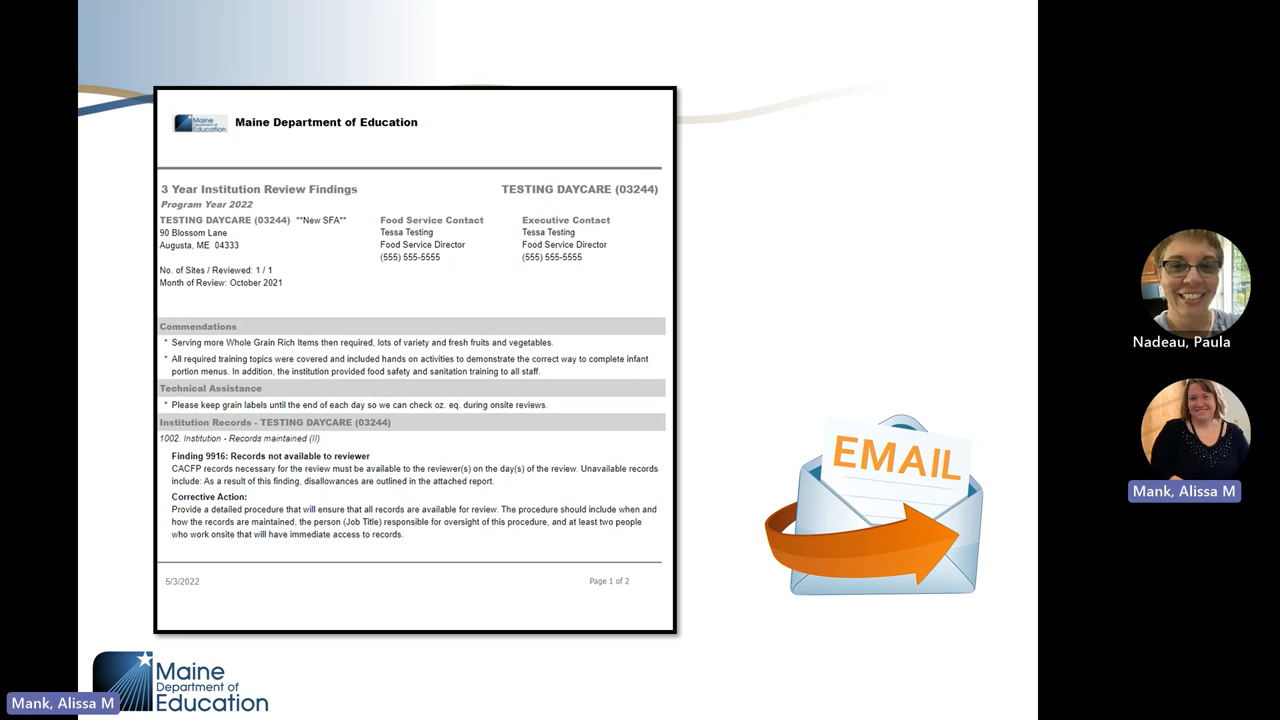 Maine
Department of
Education
Maine Department of Education
3 Year Institution Review Findings
TESTING DAYCARE (03244)
Program Year 2022
TESTING DAYCARE (03244) **New SFA**
90 Blossom Lane
Augusta, ME 04333
No. of Sites / Reviewed: 1 / 1
Month of Review: October 2021
Food Service Contact
Tessa Testing
Food Service Director
(555) 555-5555
Executive Contact
Tessa Testing
Food Service Director
(555) 555-5555
Commendations
* Serving more Whole Grain Rich Items then required, lots of variety and fresh fruits and vegetables.
* All required training topics were covered and included hands on activities to demonstrate the correct way to complete infant
portion menus. In addition, the institution provided food safety and sanitation training to all staff.
Technical Assistance
* Please keep grain labels until the end of each day so we can check oz. eq. during onsite reviews.
Institution Records - TESTING DAYCARE (03244)
1002. Institution - Records maintained (II)
Finding 9916: Records not available to reviewer
CACFP records necessary for the review must be available to the reviewer(s) on the day(s) of the review. Unavailable records
include: As a result of this finding, disallowances are outlined in the attached report.
Corrective Action:
Provide a detailed procedure that will ensure that all records are available for review. The procedure should include when and
how the records are maintained, the person (Job Title) responsible for oversight of this procedure, and at least two people
who work onsite that will have immediate access to records.
5/3/2022
Page 1 of 2
EMAIL
Maine
Department of
Education
Mank, Alissa M
Nadeau, Paula
Mank, Alissa M